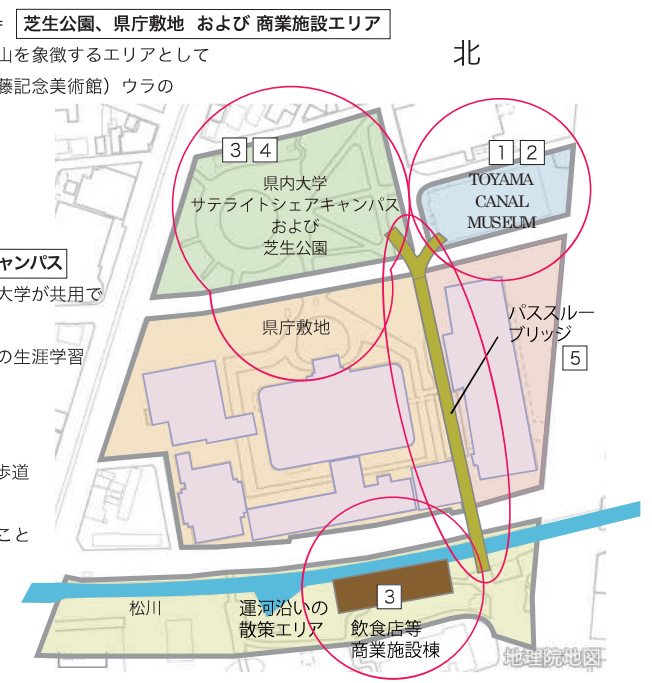 = 芝生公園、県庁敷地 および 商業施設エリア
山を象徴するエリアとして
藤記念美術館）ウラの
北
3 4
県内大学
サテライトシェアキャンパス
および
芝生公園
1 2
TOYAMA
CANAL
MUSEUM
ャンパス
大学が共用で
の生涯学習
歩道
こと
県庁敷地
パススルー
ブリッジ
5
松川
運河沿いの
散策エリア
3
飲食店等
商業施設棟
地理院地図